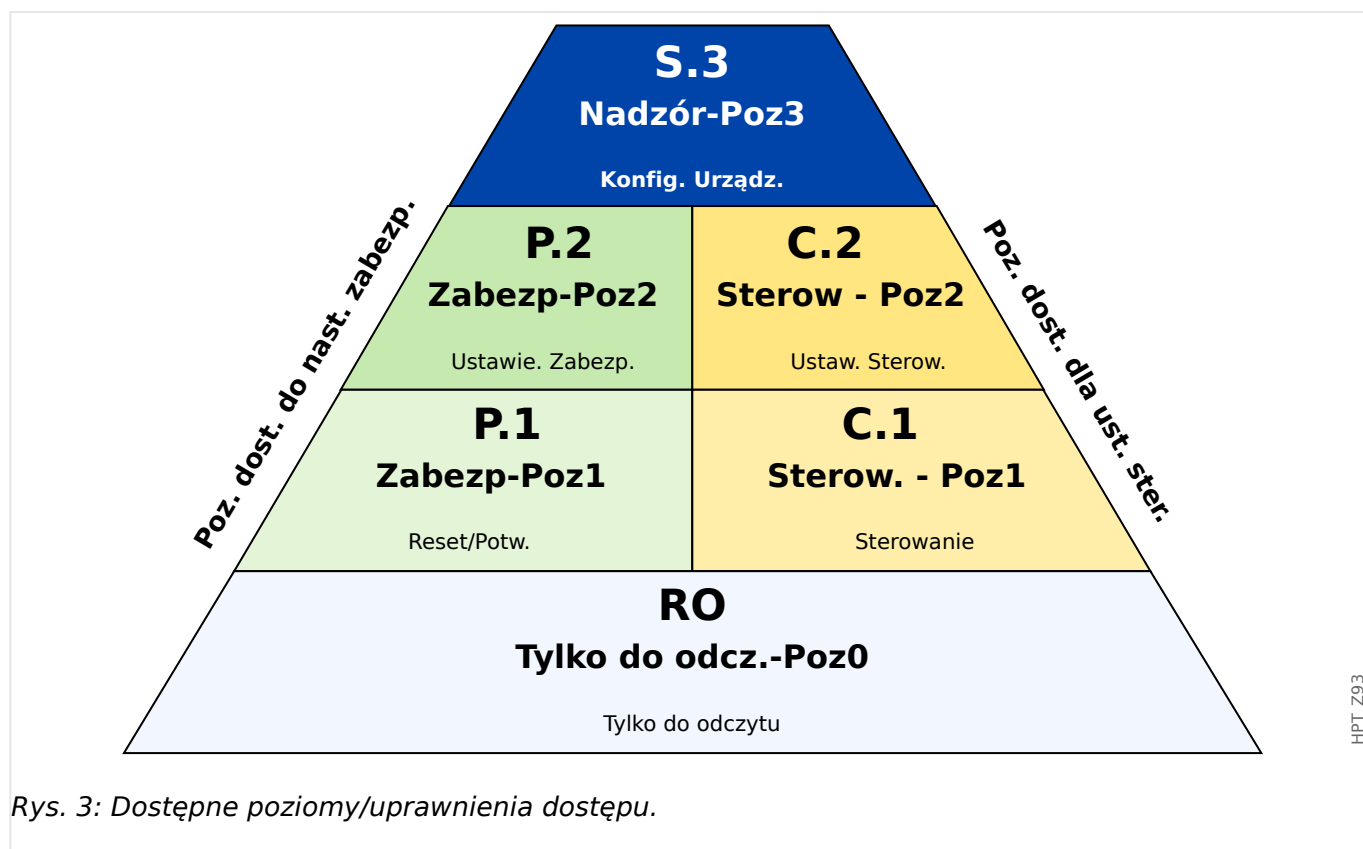 S.3
Nadzór-Poz3
Konfig. Urządz.
Poz. dost. do nast. zabezp.
P.2
Zabezp-Poz2
Ustawie. Zabezp.
C.2
Sterow - Poz2
Ustaw. Sterow.
Poz. dost. dla ust. ster.
P.1
Zabezp-Poz1
Reset/Potw.
C.1
Sterow. - Poz1
Sterowanie
RO
Tylko do odcz.-Poz0
Tylko do odczytu
HPT_Z93
Rys. 3: Dostępne poziomy/uprawnienia dostępu.